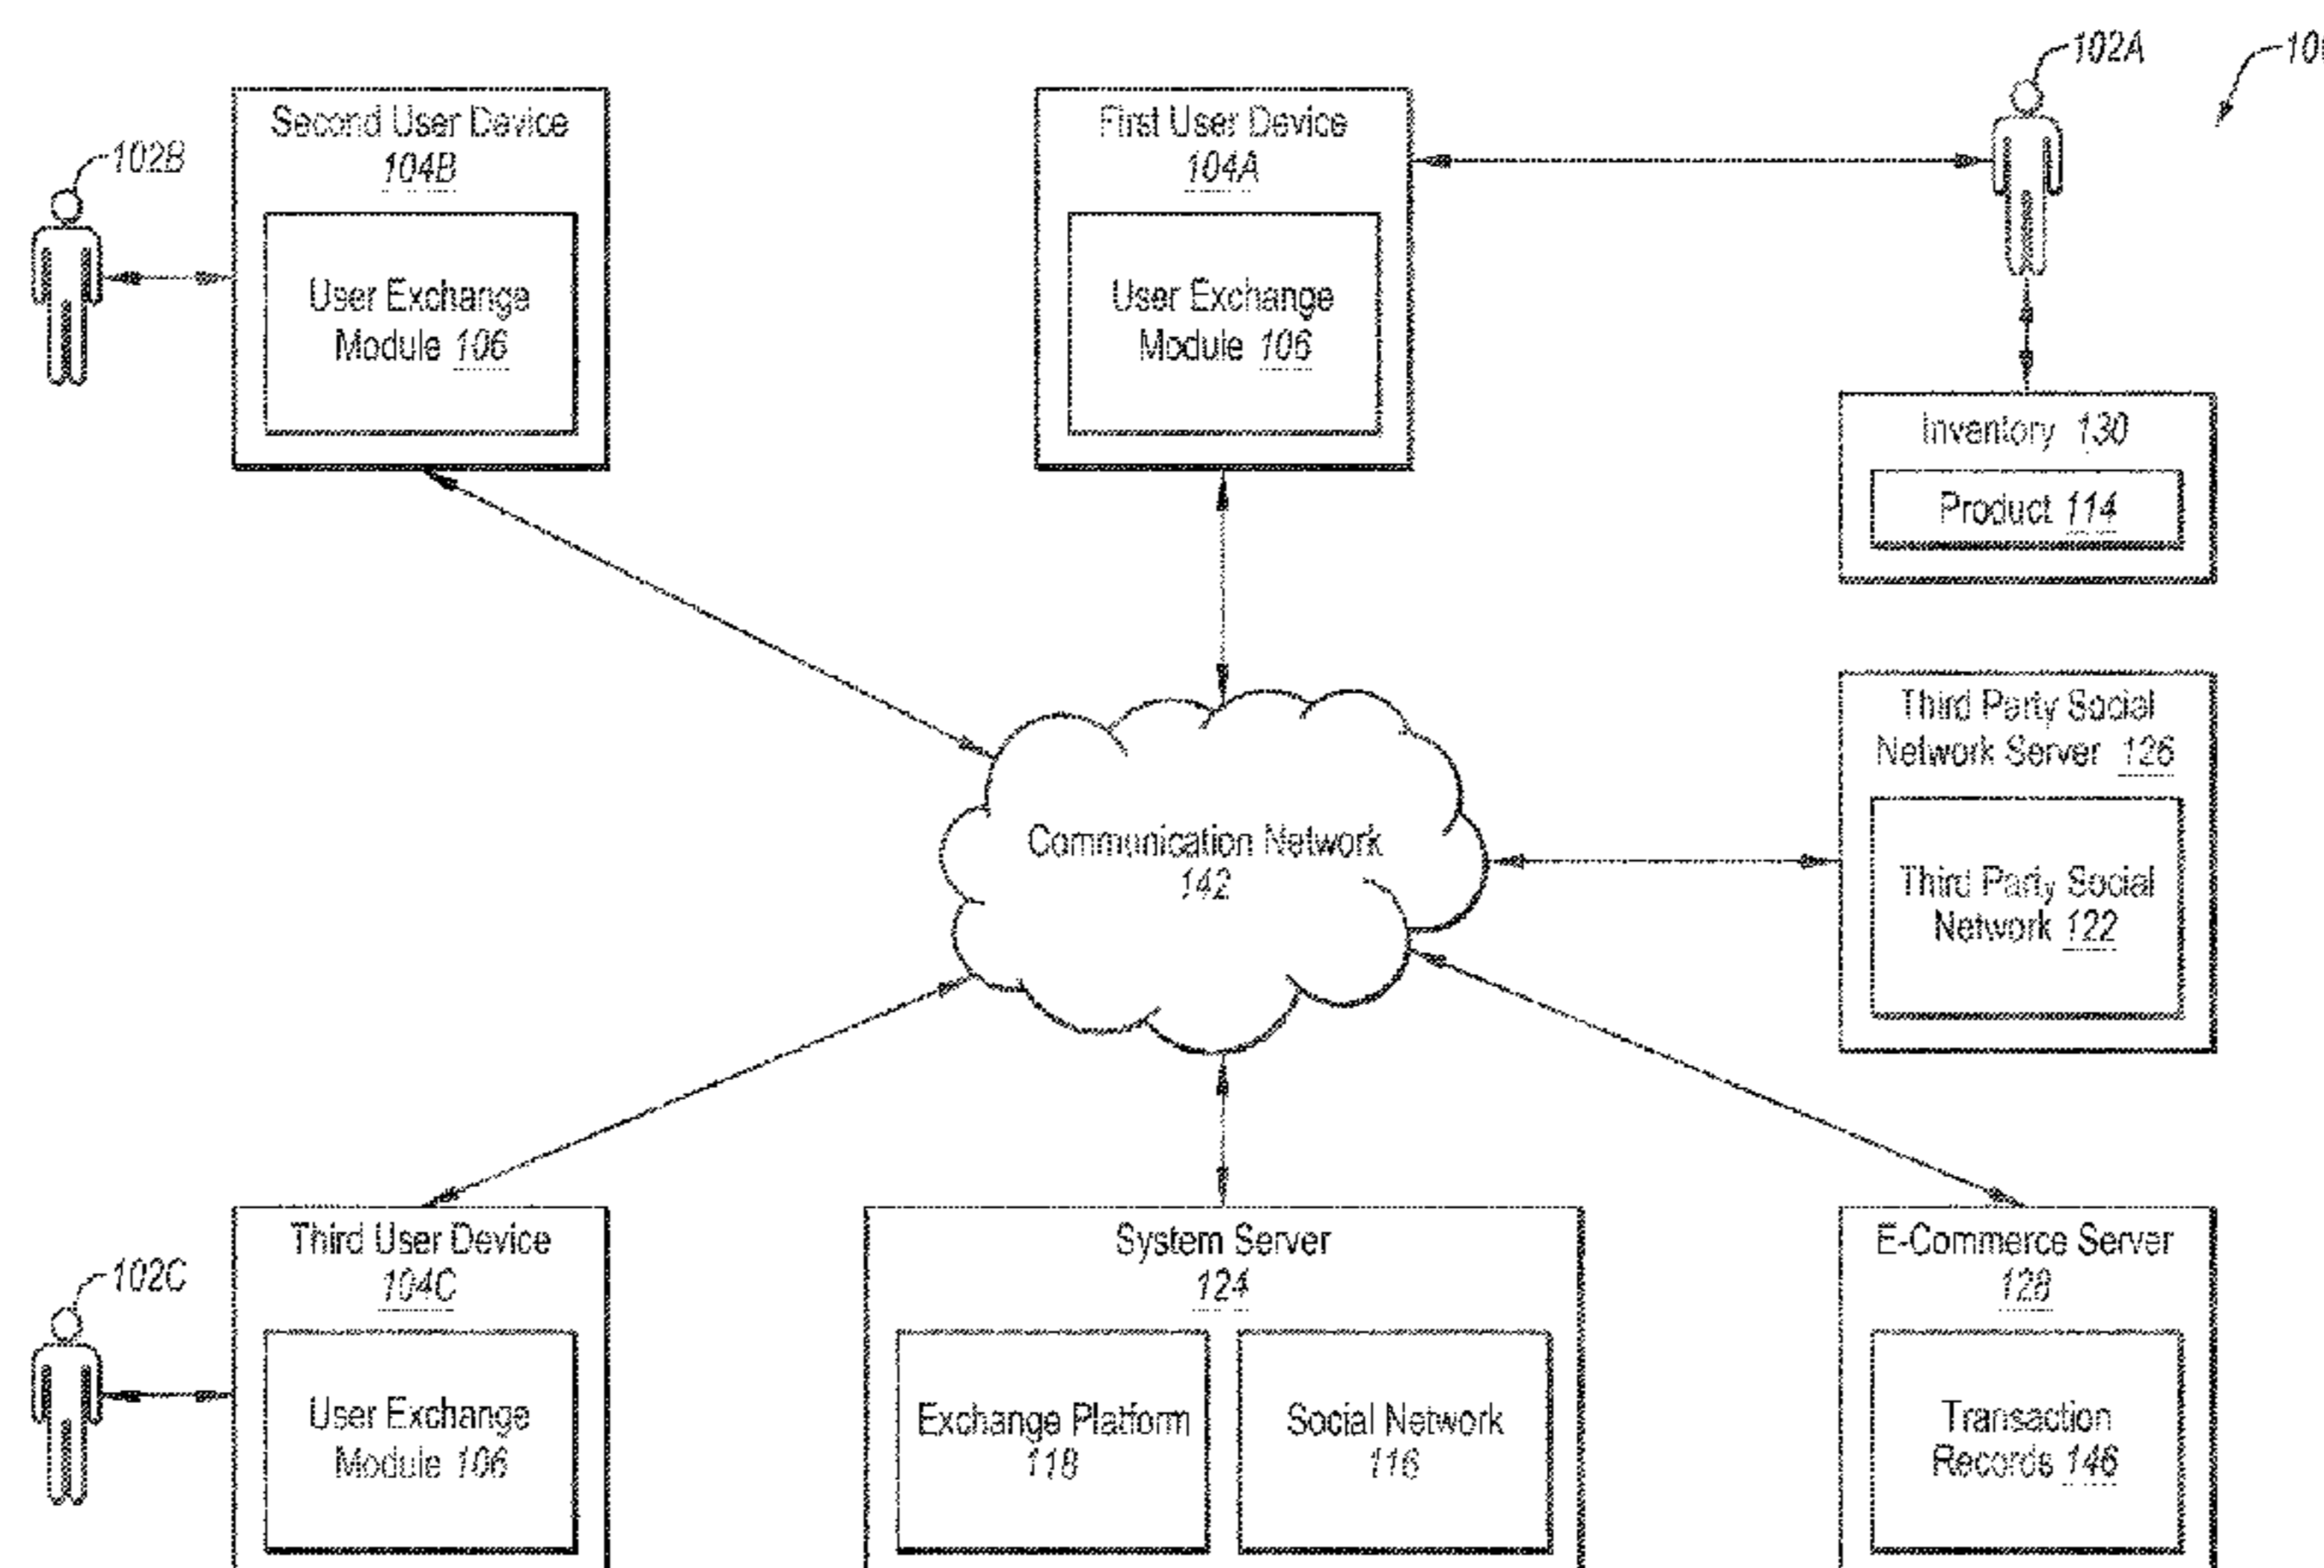 102A
102B
Second User Device
104B
User Exchange
Module 106
First User Device
104A
User Exchange
Module 106
Inventory 130
Product 114
Third Party Social
Network Server 126
Third Party Social
Network 122
Communication Network
142
102C
Third User Device
104C
User Exchange
Module 106
System Server
124
Exchange Platform
118
Social Network
116
E-Commerce Server
128
Transaction
Records 146